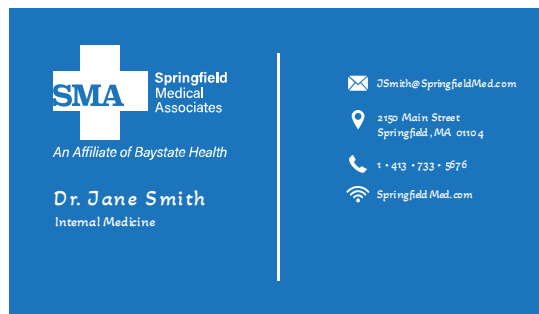 SMA
Springfield
Medical
Associates
An Affiliate of Baystate Health
Dr. Jane Smith
Internal Medicine
JSmith@SpringfieldMed.com
2150 Main Street
Springfield, MA 01104
1 • 413 • 733 • 5676
SpringfieldMed.com